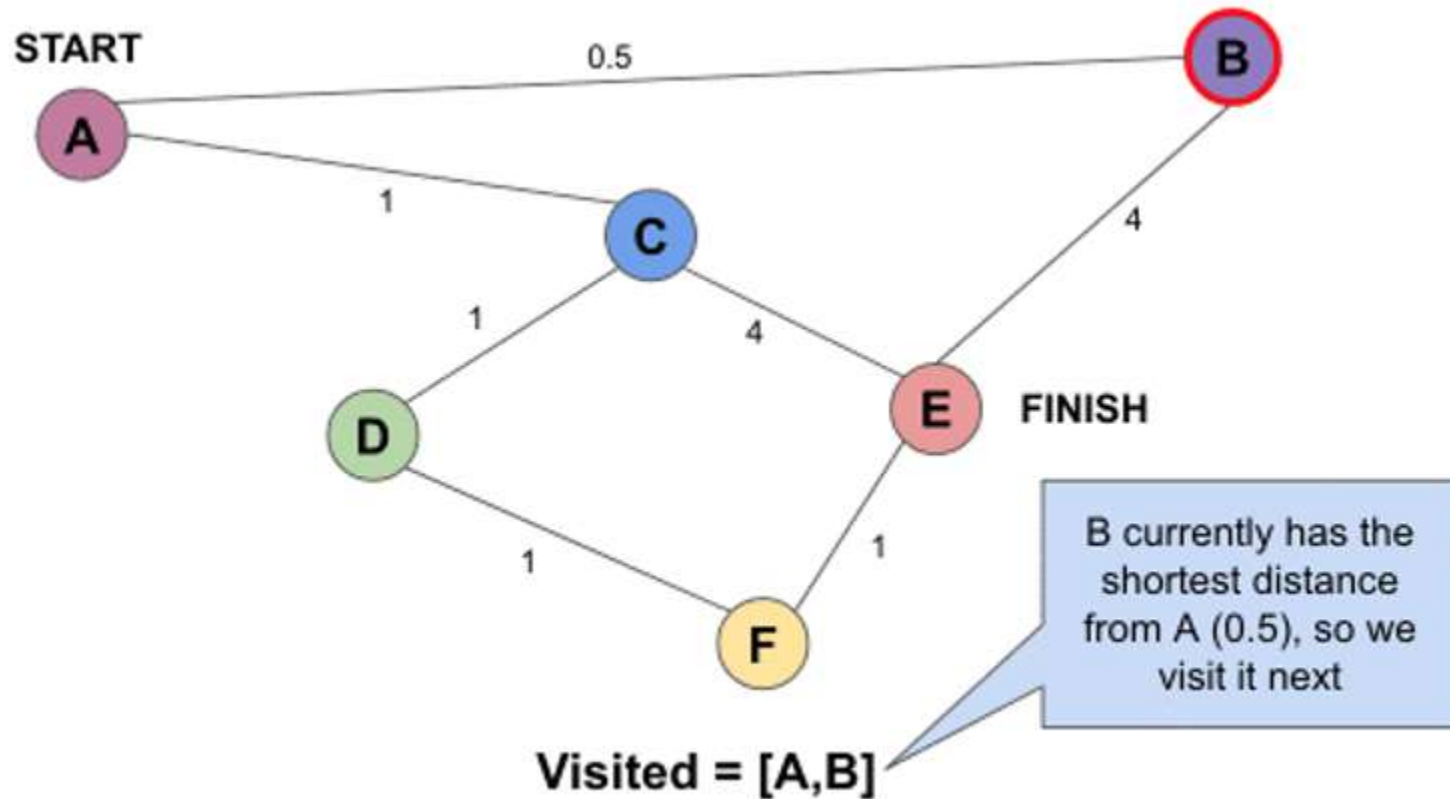 START
0.5
B
A
1
C
4
1
4
D
E
FINISH
1
1
F
B currently has the
shortest distance
from A (0.5), so we
visit it next
Visited = [A,B]